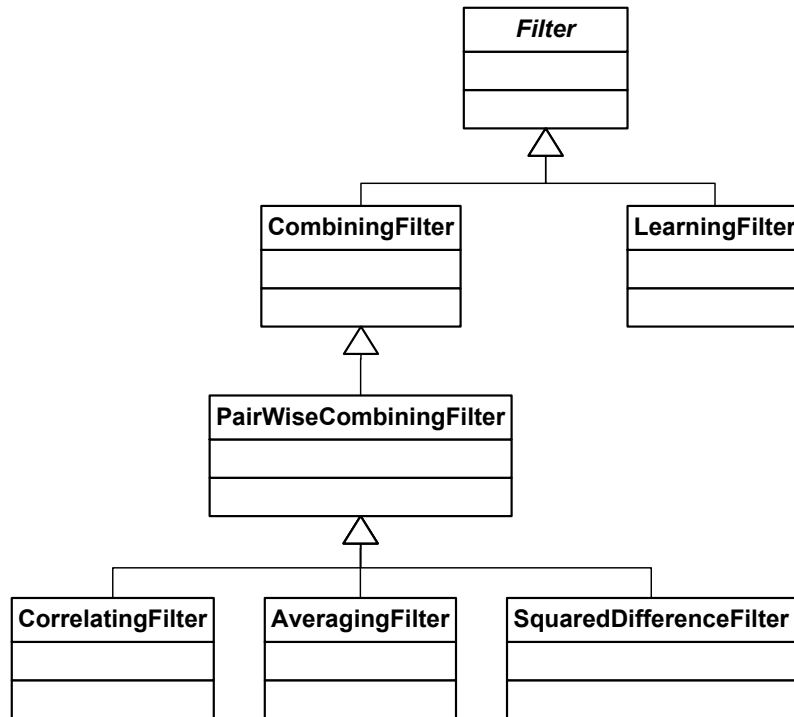 Filter
CombiningFilter
LearningFilter
PairWiseCombiningFilter
CorrelatingFilter
AveragingFilter
SquaredDifferenceFilter